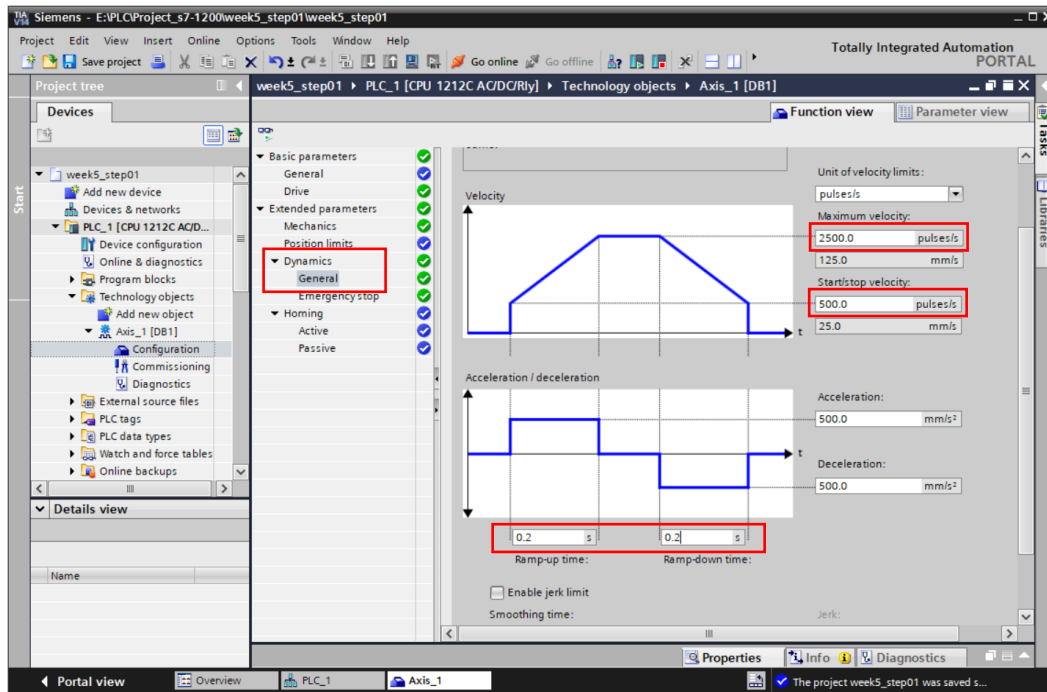 Siemens - E:\PLC\Project_s7-1200\week5_step01\week5_step01
Project Edit View Insert Online Options Tools Window Help
Totally Integrated Automation
PORTAL
Save project
Go online
Go offline
Project tree
week5_step01 ▸ PLC_1 [CPU 1212C AC/DC/Rly] ▸ Technology objects ▸ Axis_1 [DB1]
Devices
Function view
Parameter view
Start
Tasks
Libraries
week5_step01
Add new device
Devices & networks
PLC_1 [CPU 1212C AC/D...
Device configuration
Online & diagnostics
Program blocks
Technology objects
Add new object
Axis_1 [DB1]
Configuration
Commissioning
Diagnostics
External source files
PLC tags
PLC data types
Watch and force tables
Online backups
Details view
Name
Basic parameters
General
Drive
Extended parameters
Mechanics
Position limits
Dynamics
General
Emergency stop
Homing
Active
Passive
Velocity
t
Unit of velocity limits:
pulses/s
Maximum velocity:
2500.0 pulses/s
125.0 mm/s
Start/stop velocity:
500.0 pulses/s
25.0 mm/s
Acceleration / deceleration
t
Acceleration:
500.0 mm/s²
Deceleration:
500.0 mm/s²
0.2 s
0.2 s
Ramp-up time:
Ramp-down time:
Enable jerk limit
Smoothing time:
Jerk:
Properties
Info
Diagnostics
Portal view
Overview
PLC_1
Axis_1
The project week5_step01 was saved s...